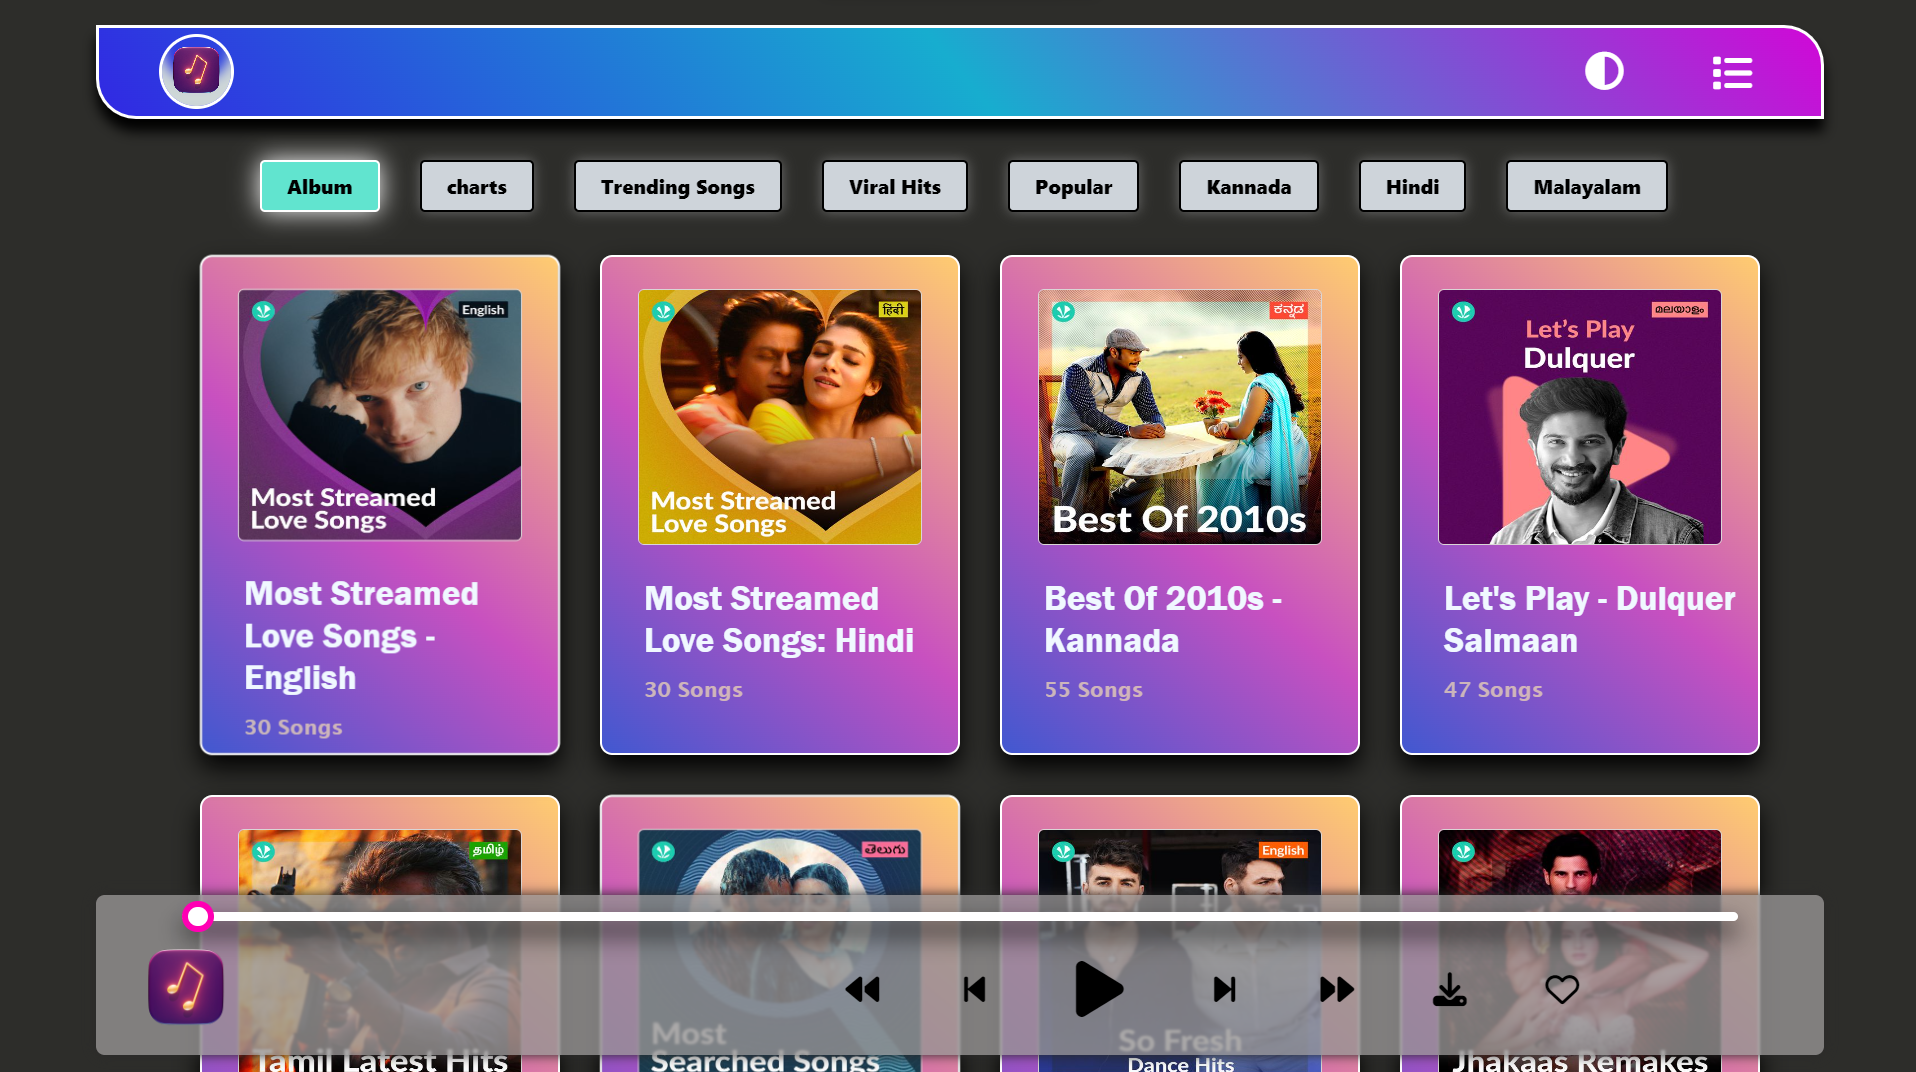 Album
charts
Trending Songs
Viral Hits
Popular
Kannada
Hindi
Malayalam
English
Most Streamed
Love Songs
Most Streamed
Love Songs -
English
30 Songs
हिंदी
Most Streamed
Love Songs
Most Streamed
Love Songs: Hindi
30 Songs
ಕನ್ನಡ
Best Of 2010s
Best Of 2010s -
Kannada
55 Songs
മലയാളം
Let's Play
Dulquer
Let's Play - Dulquer
Salmaan
47 Songs
தமிழ்
Tamil Latest Hits
తెలుగు
Most
Searched Songs
English
So Fresh
Dance Hits
Jhakaas Remakes